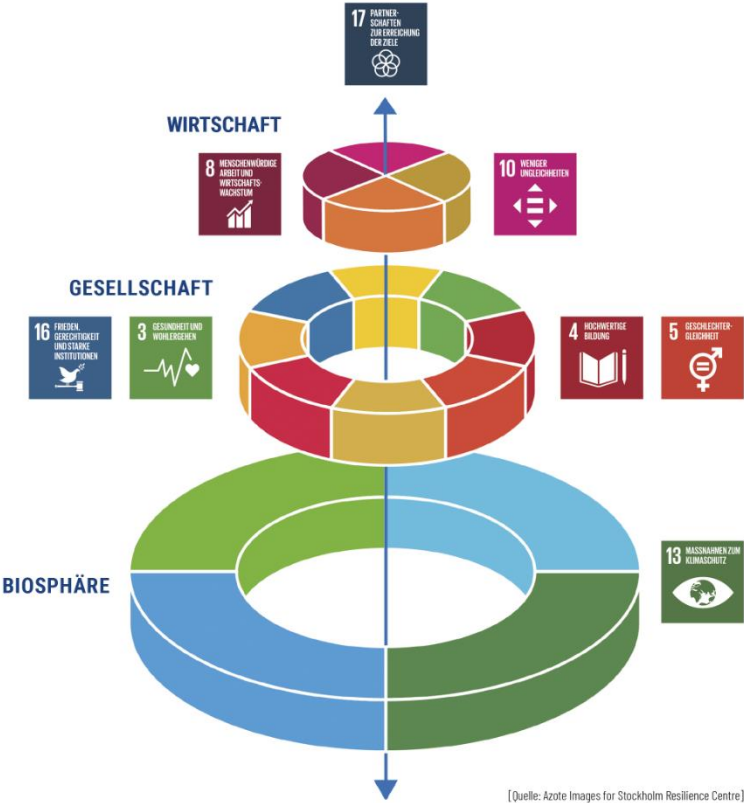 17 PARTNER-
SCHAFTEN
ZUR ERREICHUNG
DER ZIELE
WIRTSCHAFT
8 MENSCHENWÜRDIGE
ARBEIT UND
WIRTSCHAFTS-
WACHSTUM
10 WENIGER
UNGLEICHHEITEN
GESELLSCHAFT
16 FRIEDEN,
GERECHTIGKEIT
UND STARKE
INSTITUTIONEN
3 GESUNDHEIT UND
WOHLERGEHEN
4 HOCHWERTIGE
BILDUNG
5 GESCHLECHTER-
GLEICHHEIT
BIOSPHÄRE
13 MASSNAHMEN ZUM
KLIMASCHUTZ
[Quelle: Azote Images for Stockholm Resilience Centre]